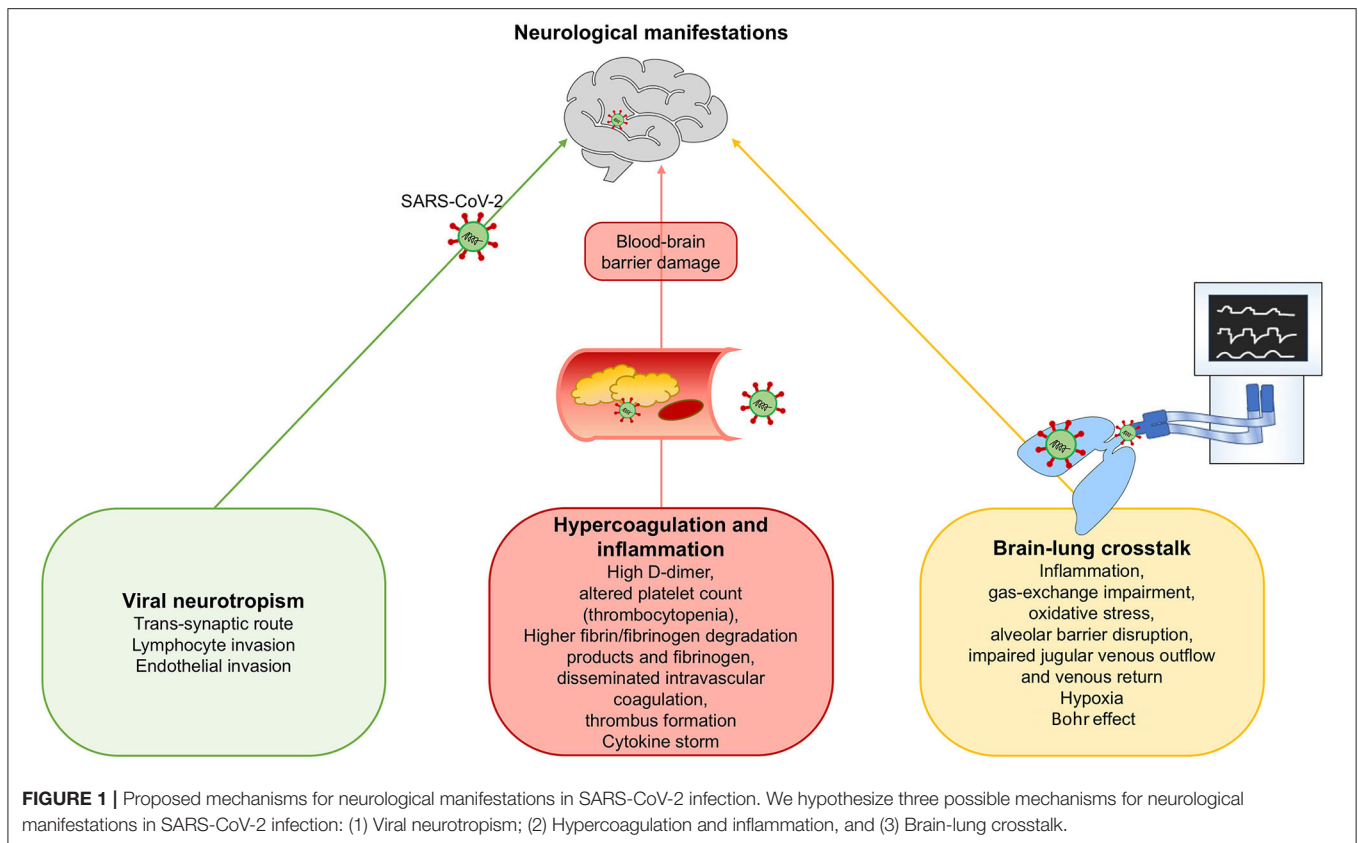 Neurological manifestations
SARS-CoV-2
Blood-brain
barrier damage
Viral neurotropism
Trans-synaptic route
Lymphocyte invasion
Endothelial invasion
Hypercoagulation and
inflammation
High D-dimer,
altered platelet count
(thrombocytopenia),
Higher fibrin/fibrinogen degradation
products and fibrinogen,
disseminated intravascular
coagulation,
thrombus formation
Cytokine storm
Brain-lung crosstalk
Inflammation,
gas-exchange impairment,
oxidative stress,
alveolar barrier disruption,
impaired jugular venous outflow
and venous return
Hypoxia
Bohr effect
FIGURE 1 | Proposed mechanisms for neurological manifestations in SARS-CoV-2 infection. We hypothesize three possible mechanisms for neurological
manifestations in SARS-CoV-2 infection: (1) Viral neurotropism; (2) Hypercoagulation and inflammation, and (3) Brain-lung crosstalk.